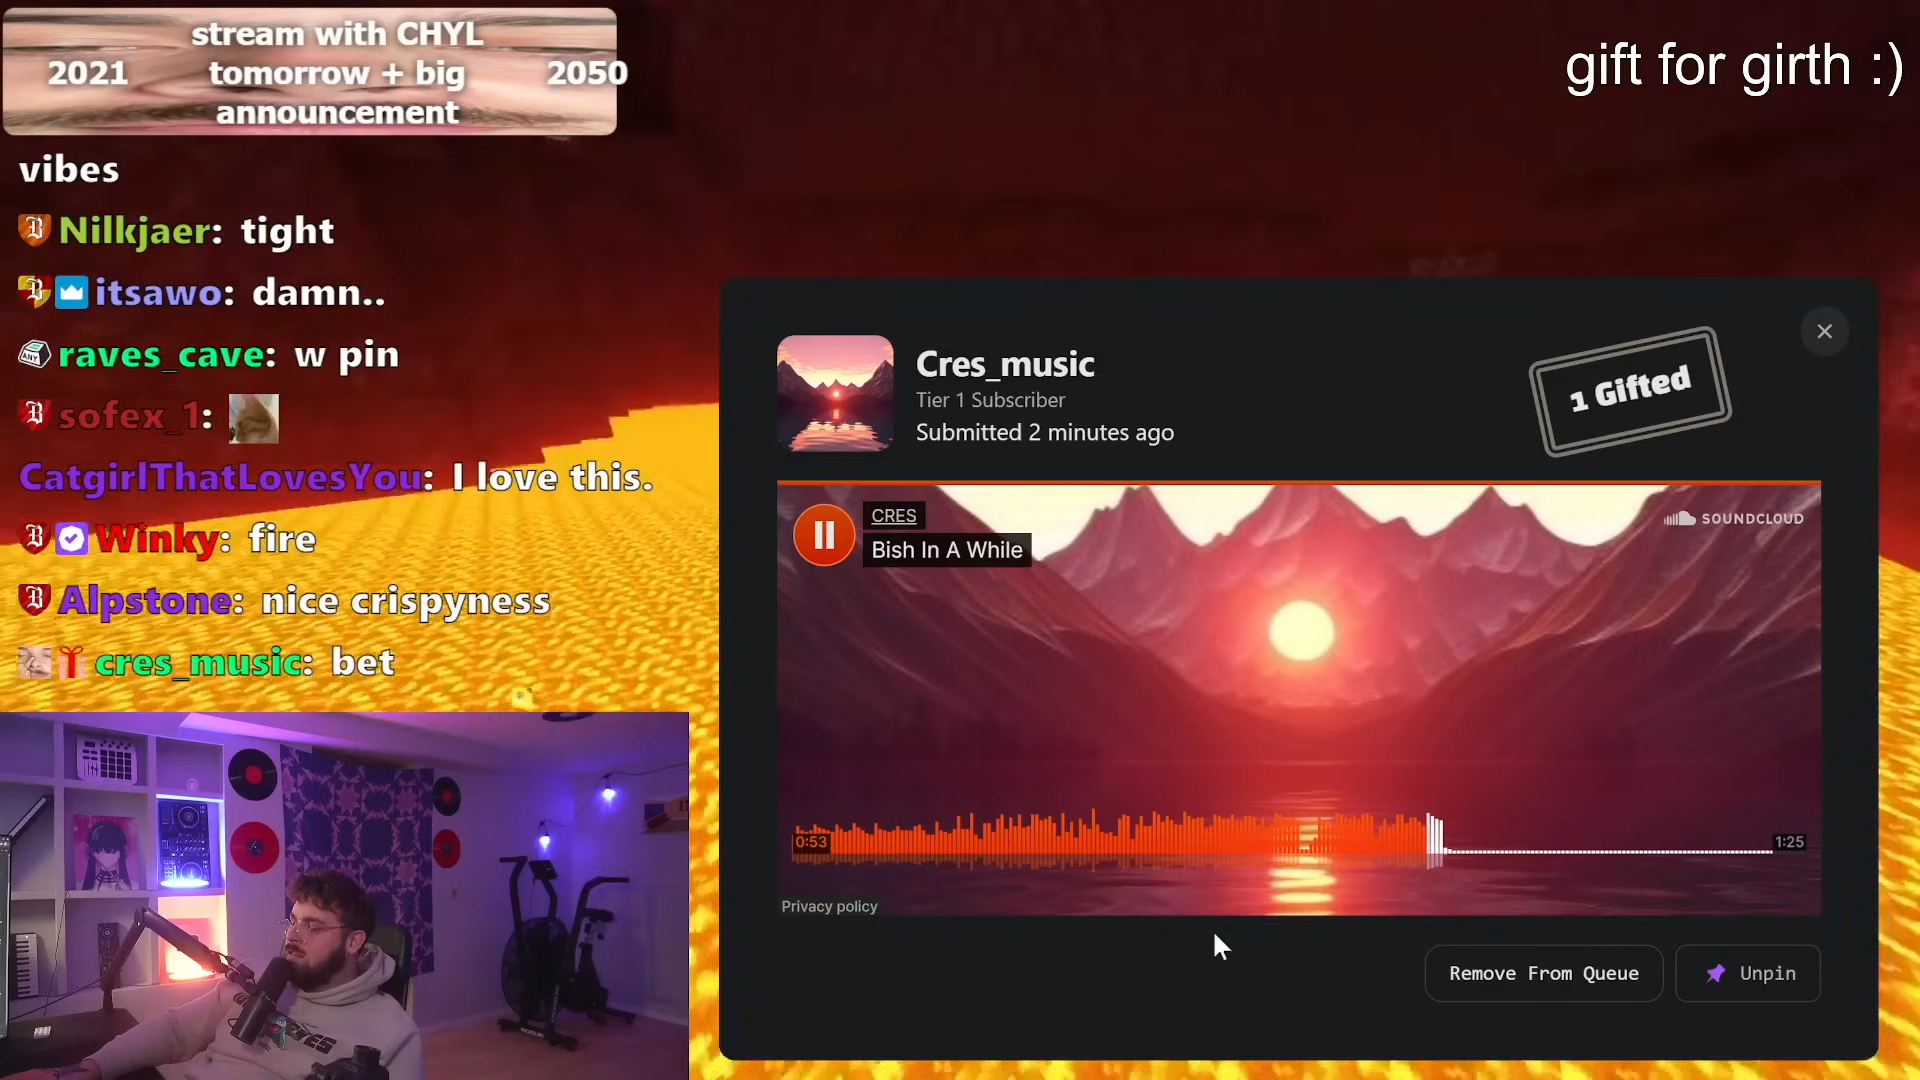 stream with CHYL
2021 tomorrow + big 2050
announcement
gift for girth :)
vibes
Nilkjaer: tight
itsawo: damn..
raves_cave: w pin
sofex_1:
CatgirlThatLovesYou: I love this.
Winky: fire
Alpstone: nice crispyness
cres_music: bet
Cres_music
Tier 1 Subscriber
Submitted 2 minutes ago
1 Gifted
CRES
Bish In A While
SOUNDCLOUD
0:53
1:25
Privacy policy
Remove From Queue
Unpin